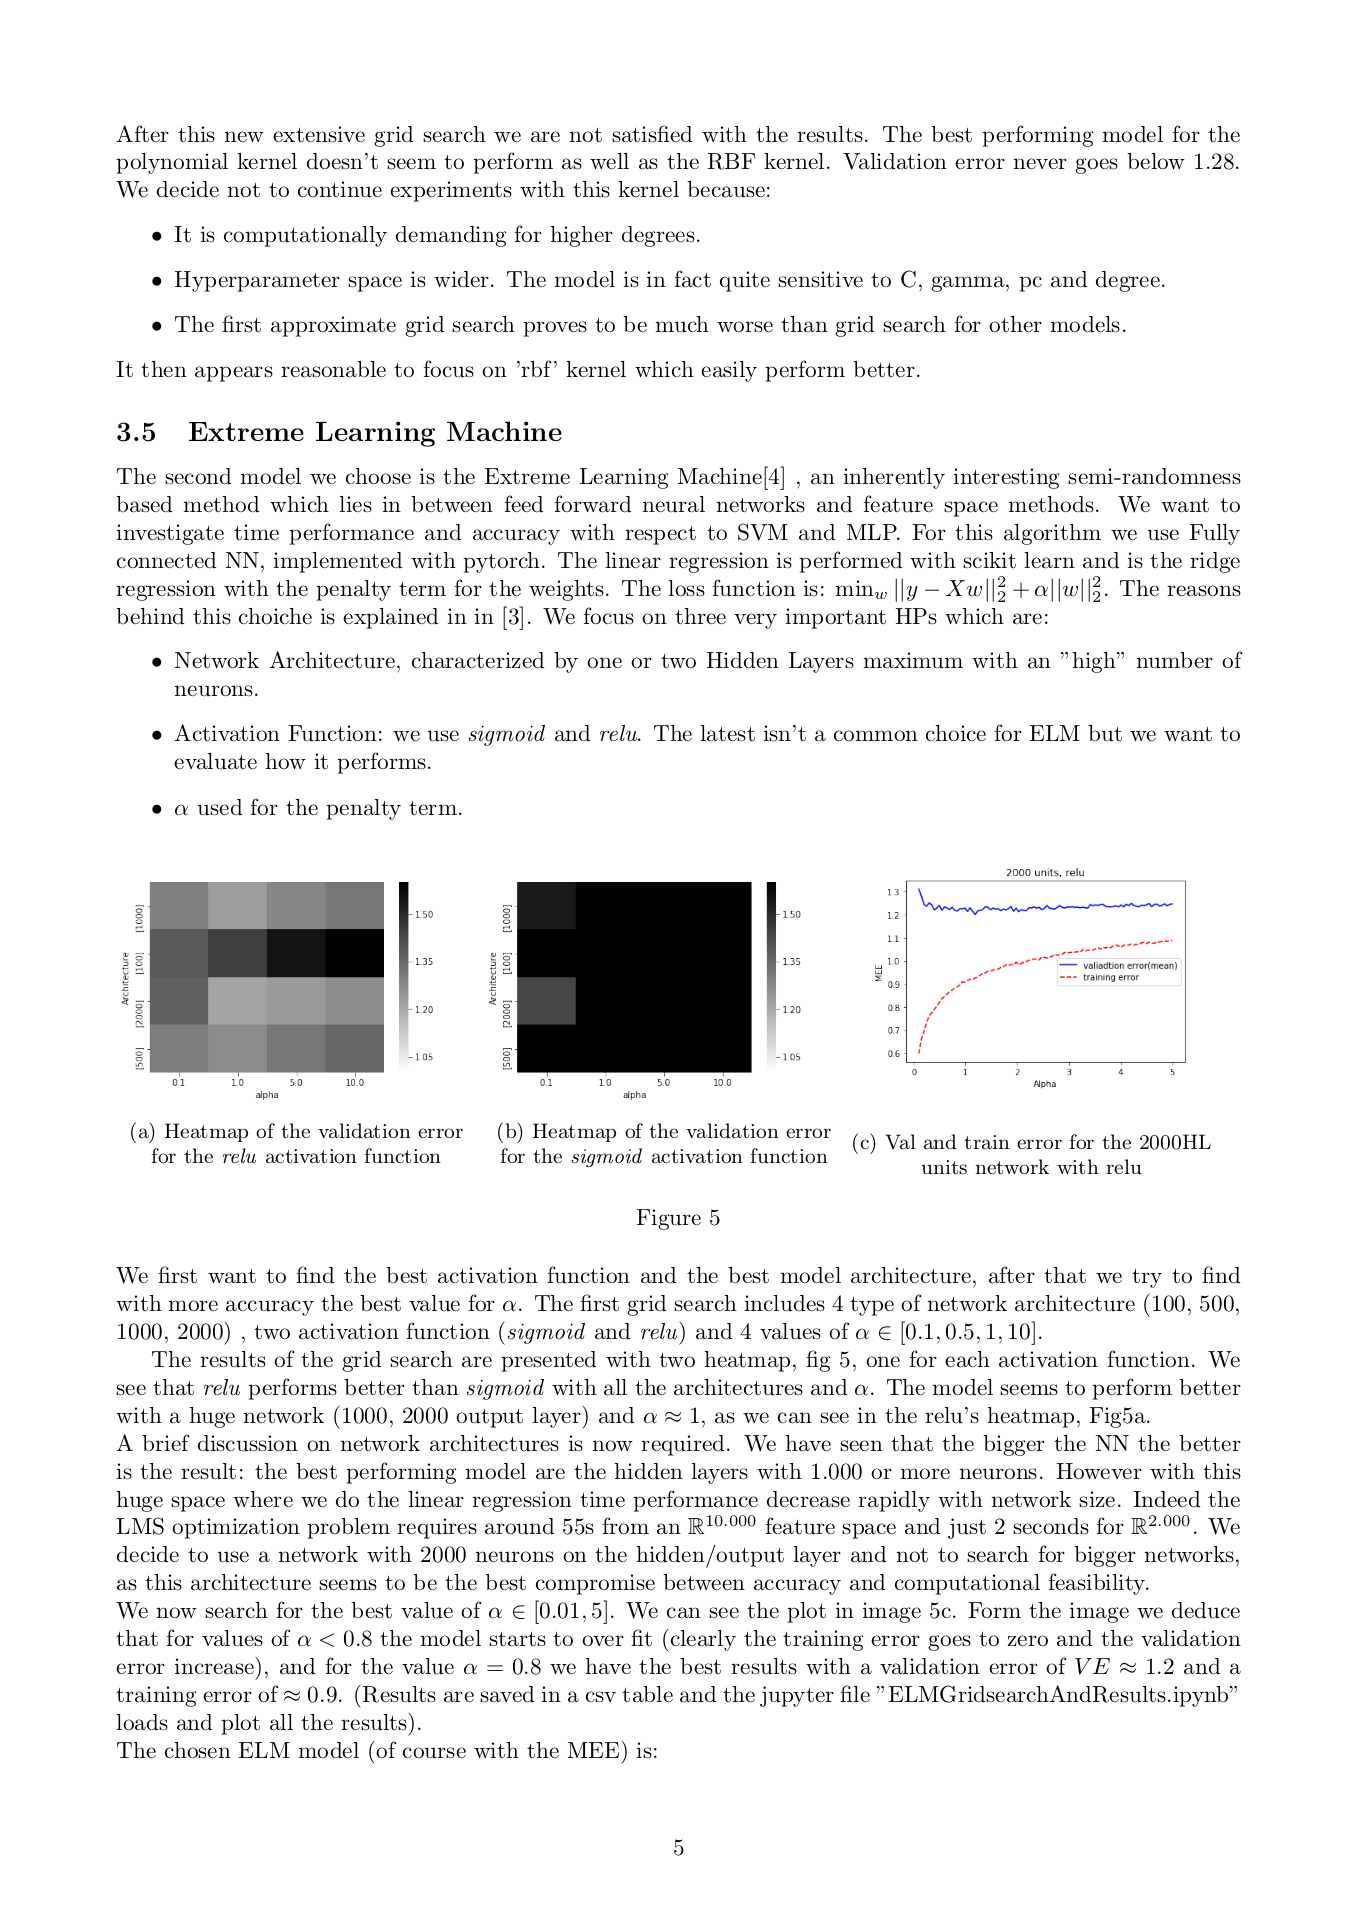 After this new extensive grid search we are not satisfied with the results. The best performing model for the
polynomial kernel doesn't seem to perform as well as the RBF kernel. Validation error never goes below 1.28.
We decide not to continue experiments with this kernel because:
• It is computationally demanding for higher degrees.
• Hyperparameter space is wider. The model is in fact quite sensitive to C, gamma, pc and degree.
• The first approximate grid search proves to be much worse than grid search for other models.
It then appears reasonable to focus on 'rbf' kernel which easily perform better.
3.5 Extreme Learning Machine
The second model we choose is the Extreme Learning Machine[4] , an inherently interesting semi-randomness
based method which lies in between feed forward neural networks and feature space methods. We want to
investigate time performance and accuracy with respect to SVM and MLP. For this algorithm we use Fully
connected NN, implemented with pytorch. The linear regression is performed with scikit learn and is the ridge
regression with the penalty term for the weights. The loss function is: min_w ||y − Xw||₂² + α||w||₂². The reasons
behind this choiche is explained in in [3]. We focus on three very important HPs which are:
• Network Architecture, characterized by one or two Hidden Layers maximum with an ”high” number of
neurons.
• Activation Function: we use sigmoid and relu. The latest isn't a common choice for ELM but we want to
evaluate how it performs.
• α used for the penalty term.
Architecture
[1000]
[100]
[2000]
[500]
0.1 1.0 5.0 10.0
alpha
1.50
1.35
1.20
1.05
(a) Heatmap of the validation error
for the relu activation function
Architecture
[1000]
[100]
[2000]
[500]
0.1 1.0 5.0 10.0
alpha
1.50
1.35
1.20
1.05
(b) Heatmap of the validation error
for the sigmoid activation function
2000 units, relu
MEE
1.3
1.2
1.1
1.0
0.9
0.8
0.7
0.6
valiadtion error(mean)
training error
0 1 2 3 4 5
Alpha
(c) Val and train error for the 2000HL
units network with relu
Figure 5
We first want to find the best activation function and the best model architecture, after that we try to find
with more accuracy the best value for α. The first grid search includes 4 type of network architecture (100, 500,
1000, 2000) , two activation function (sigmoid and relu) and 4 values of α ∈ [0.1, 0.5, 1, 10].
The results of the grid search are presented with two heatmap, fig 5, one for each activation function. We
see that relu performs better than sigmoid with all the architectures and α. The model seems to perform better
with a huge network (1000, 2000 output layer) and α ≈ 1, as we can see in the relu's heatmap, Fig5a.
A brief discussion on network architectures is now required. We have seen that the bigger the NN the better
is the result: the best performing model are the hidden layers with 1.000 or more neurons. However with this
huge space where we do the linear regression time performance decrease rapidly with network size. Indeed the
LMS optimization problem requires around 55s from an ℝ^10.000 feature space and just 2 seconds for ℝ^2.000. We
decide to use a network with 2000 neurons on the hidden/output layer and not to search for bigger networks,
as this architecture seems to be the best compromise between accuracy and computational feasibility.
We now search for the best value of α ∈ [0.01, 5]. We can see the plot in image 5c. Form the image we deduce
that for values of α < 0.8 the model starts to over fit (clearly the training error goes to zero and the validation
error increase), and for the value α = 0.8 we have the best results with a validation error of VE ≈ 1.2 and a
training error of ≈ 0.9. (Results are saved in a csv table and the jupyter file ”ELMGridsearchAndResults.ipynb”
loads and plot all the results).
The chosen ELM model (of course with the MEE) is:
5